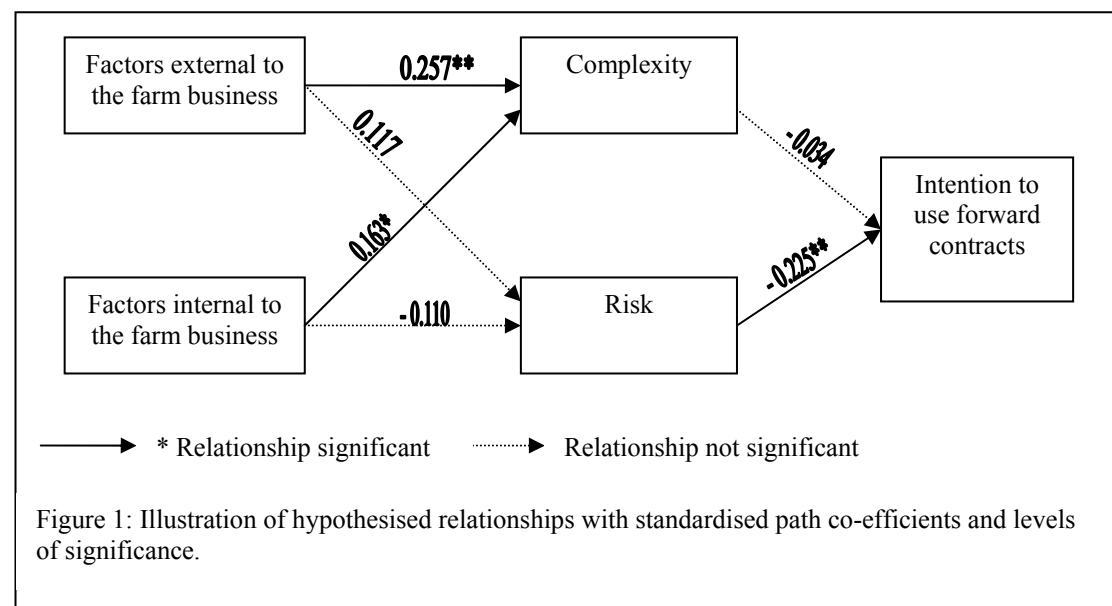 Factors external to
the farm business
0.257**
Complexity
0.117
- 0.034
Intention to
use forward
contracts
0.163*
Factors internal to
the farm business
- 0.110
Risk
- 0.225**
* Relationship significant
Relationship not significant
Figure 1: Illustration of hypothesised relationships with standardised path co-efficients and levels
of significance.